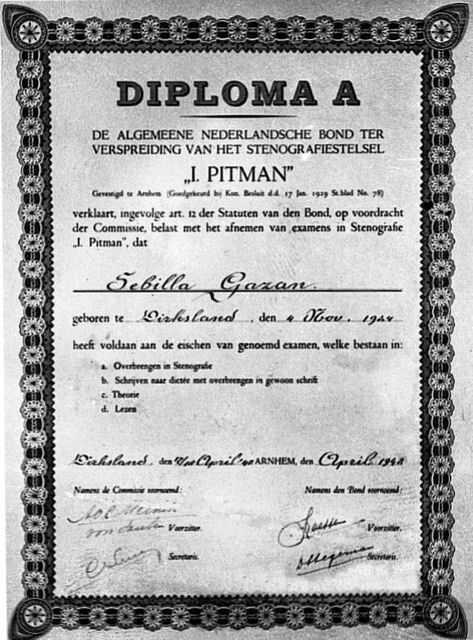 DIPLOMA A
DE ALGEMEENE NEDERLANDSCHE BOND TER
VERSPREIDING VAN HET STENOGRAFIESTELSEL
„I. PITMAN”
Gevestigd te Arnhem (Goedgekeurd bij Kon. Besluit d.d. 17 Jan. 1929 St.blad No. 78)
verklaart, ingevolge art. 12 der Statuten van den Bond, op voordracht
der Commissie, belast met het afnemen van examens in Stenografie
„I. Pitman”, dat
Sebilla Gazan.
geboren te Dirksland, den 4 Nov. 19
heeft voldaan aan de eischen van genoemd examen, welke bestaan in:
a. Overbrengen in Stenografie
b. Schrijven naar dictée met overbrengen in gewoon schrift
c. Theorie
d. Lezen
Dirksland, den April '40 ARNHEM, den April 1940
Namens de Commissie voornoemd: Namens den Bond voornoemd:
Voorzitter. Voorzitter.
Secretaris. Secretaris.